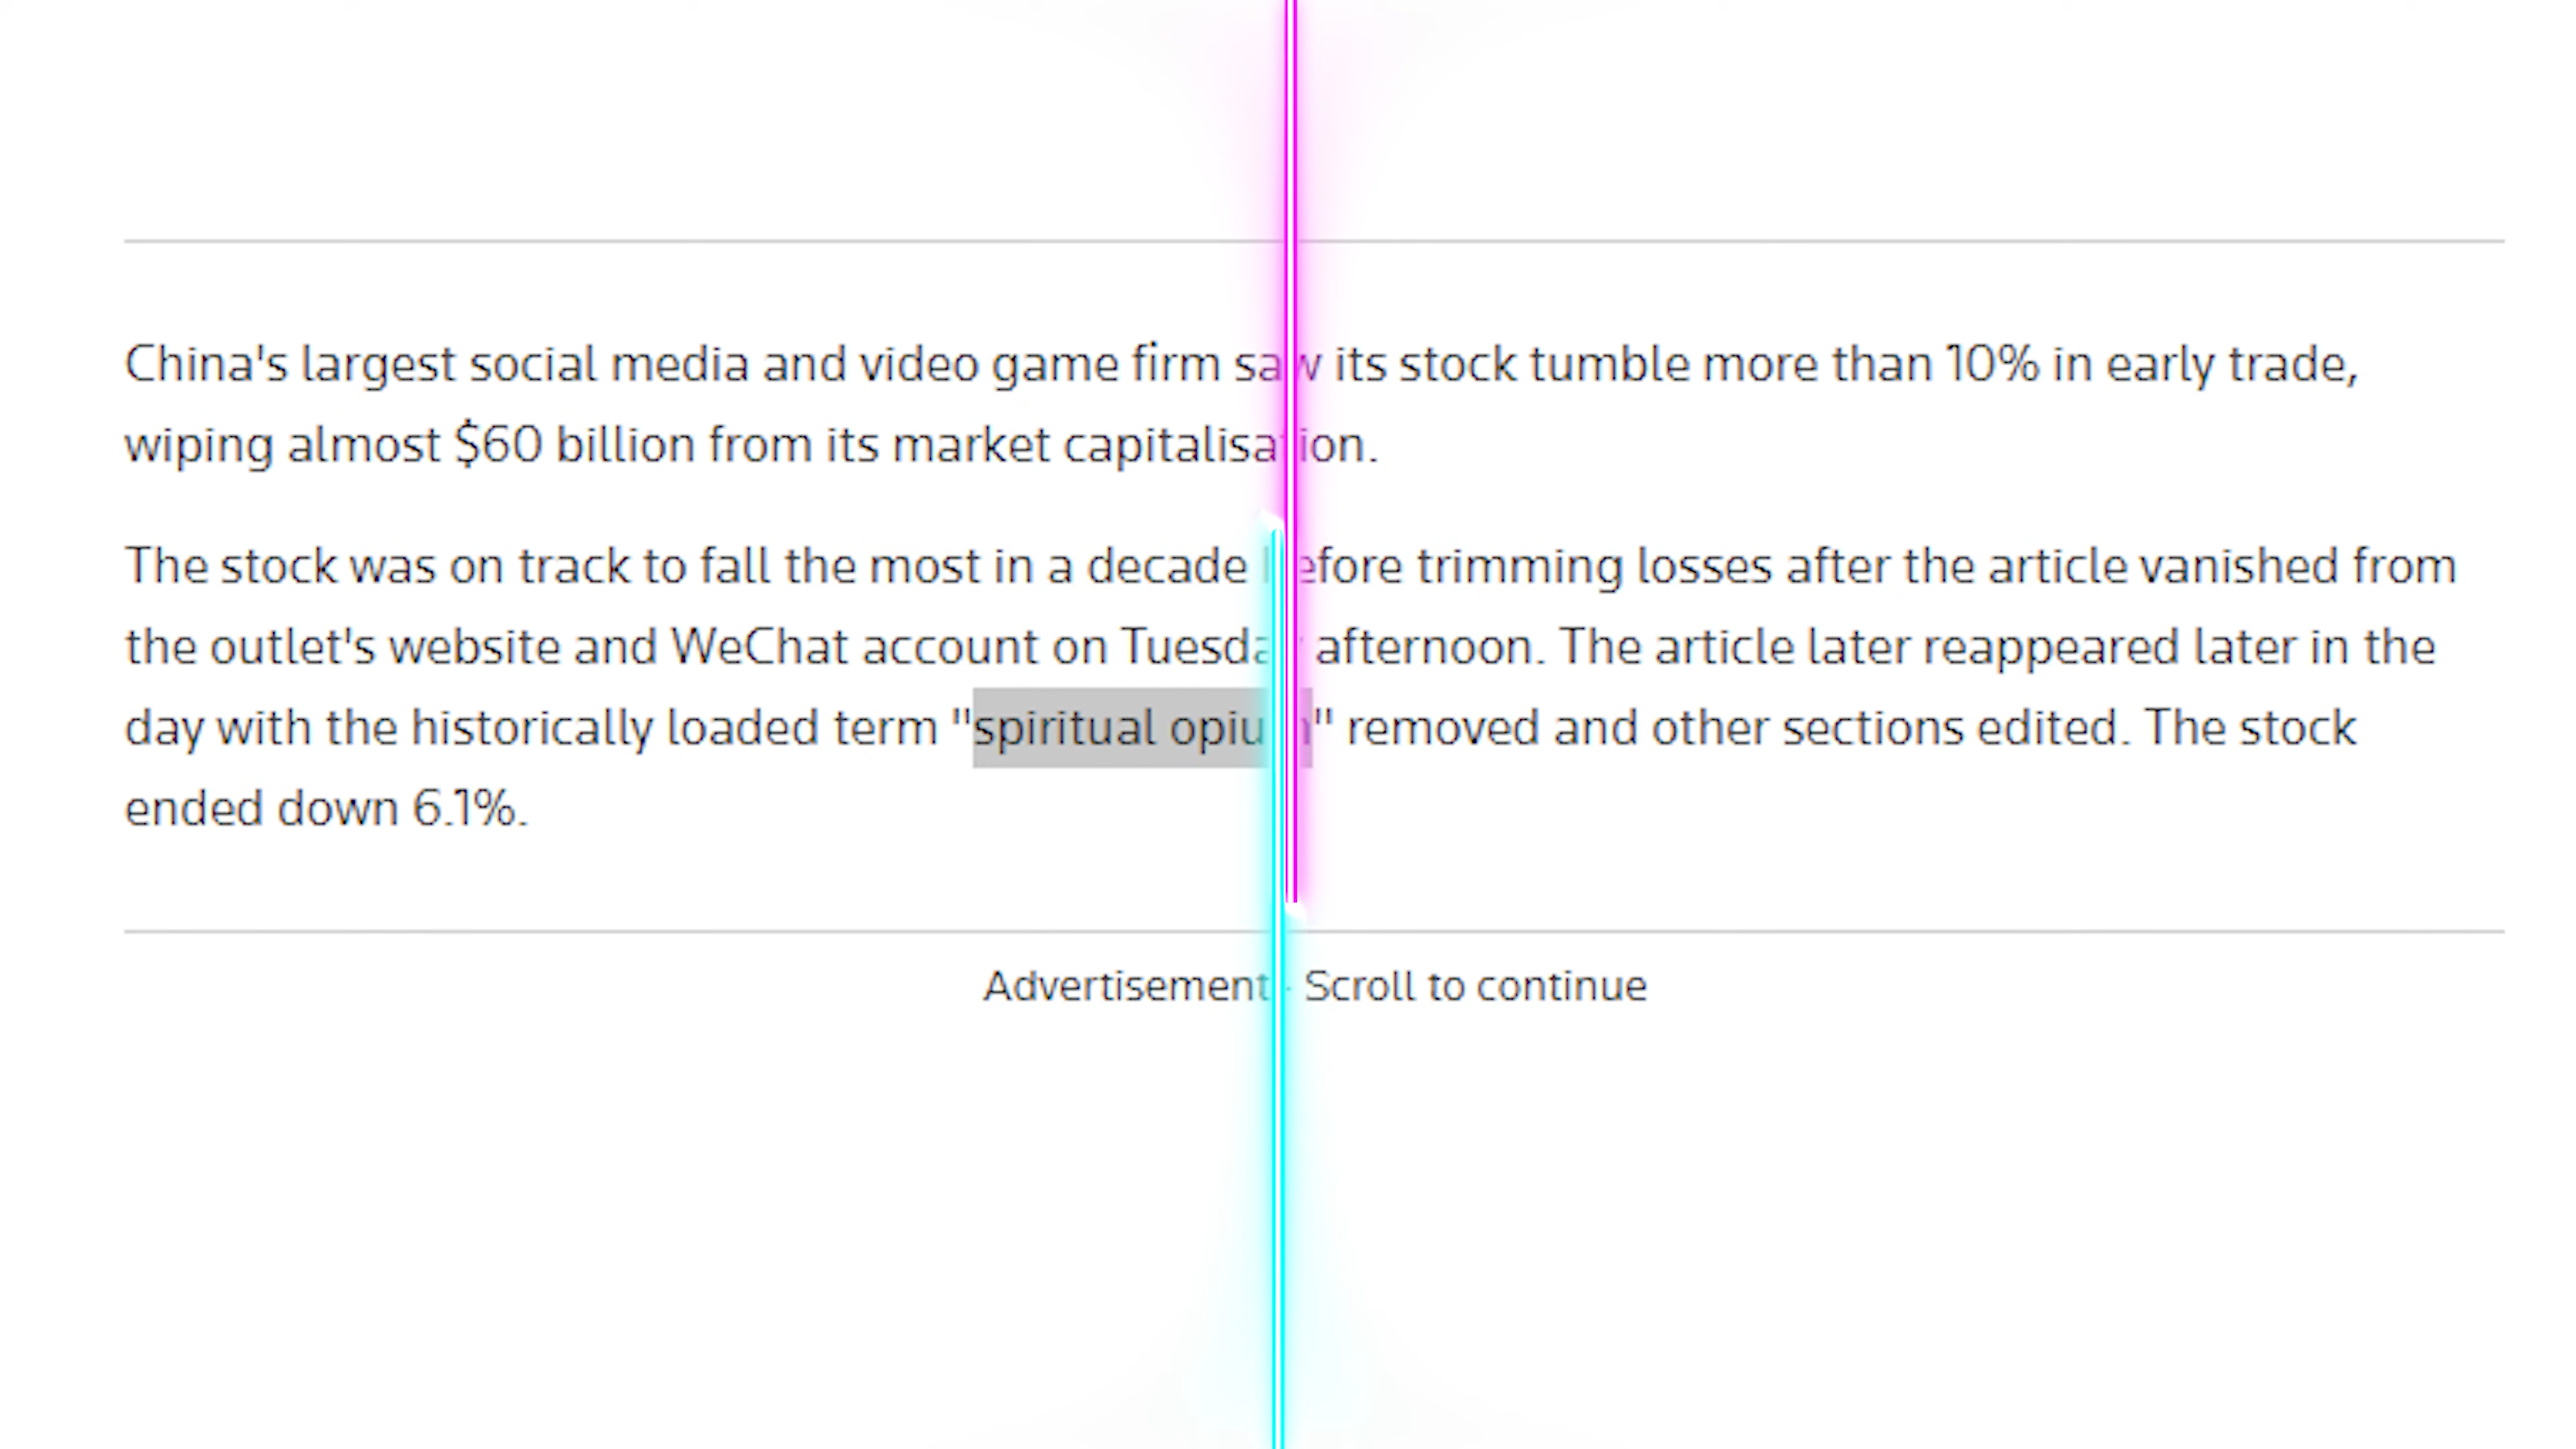 China's largest social media and video game firm saw its stock tumble more than 10% in early trade,
wiping almost $60 billion from its market capitalisation.
The stock was on track to fall the most in a decade before trimming losses after the article vanished from
the outlet's website and WeChat account on Tuesday afternoon. The article later reappeared later in the
day with the historically loaded term "spiritual opium" removed and other sections edited. The stock
ended down 6.1%.
Advertisement - Scroll to continue